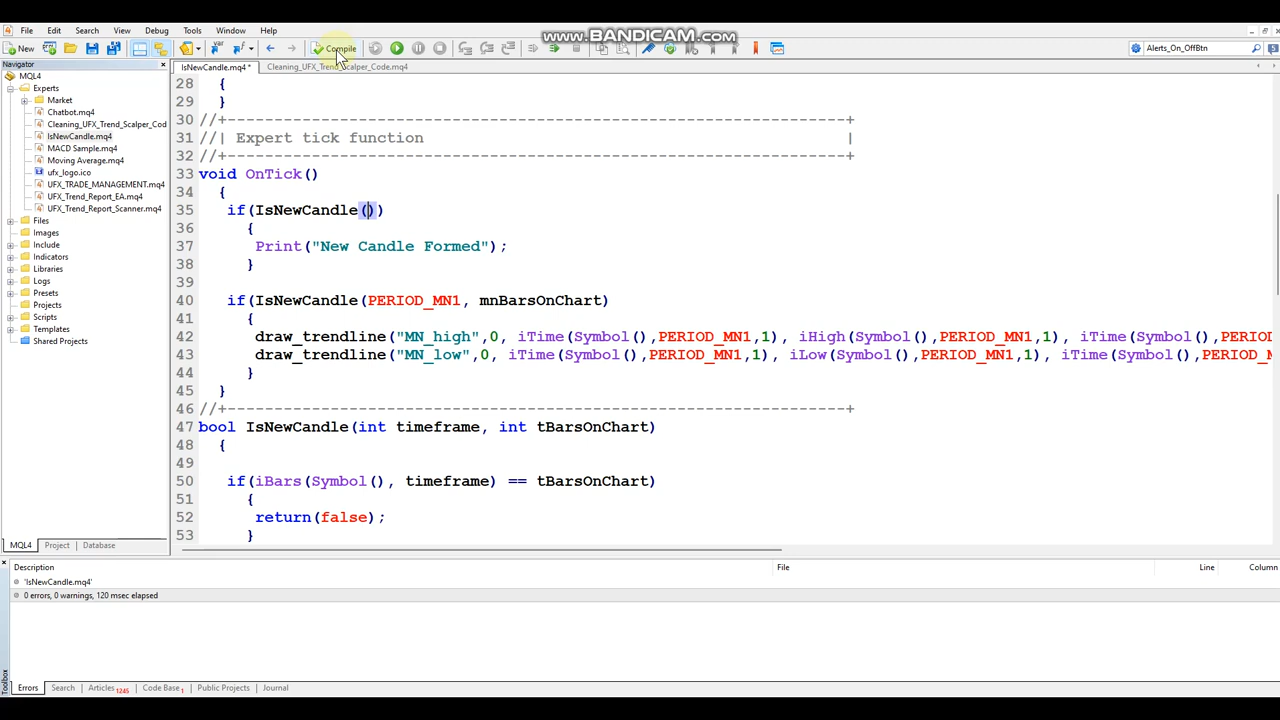 www.BANDICAM.com
File Edit Search View Debug Tools Window Help
New Compile Alerts_On_OffBtn
Navigator IsNewCandle.mq4 * Cleaning_UFX_Trend_Scalper_Code.mq4
MQL4
Experts
Market
Chatbot.mq4
Cleaning_UFX_Trend_Scalper_Cod
IsNewCandle.mq4
MACD Sample.mq4
Moving Average.mq4
ufx_logo.ico
UFX_TRADE_MANAGEMENT.mq4
UFX_Trend_Report_EA.mq4
UFX_Trend_Report_Scanner.mq4
Files
Images
Include
Indicators
Libraries
Logs
Presets
Projects
Scripts
Templates
Shared Projects
MQL4 Project Database
28 {
29 }
30 //+------------------------------------------------------------------+
31 //| Expert tick function |
32 //+------------------------------------------------------------------+
33 void OnTick()
34 {
35 if(IsNewCandle())
36 {
37 Print("New Candle Formed");
38 }
39
40 if(IsNewCandle(PERIOD_MN1, mnBarsOnChart)
41 {
42 draw_trendline("MN_high",0, iTime(Symbol(),PERIOD_MN1,1), iHigh(Symbol(),PERIOD_MN1,1), iTime(Symbol(),PERIOD
43 draw_trendline("MN_low",0, iTime(Symbol(),PERIOD_MN1,1), iLow(Symbol(),PERIOD_MN1,1), iTime(Symbol(),PERIOD_M
44 }
45 }
46 //+------------------------------------------------------------------+
47 bool IsNewCandle(int timeframe, int tBarsOnChart)
48 {
49
50 if(iBars(Symbol(), timeframe) == tBarsOnChart)
51 {
52 return(false);
53 }
Description File Line Column
'IsNewCandle.mq4'
0 errors, 0 warnings, 120 msec elapsed
Toolbox
Errors Search Articles 1245 Code Base 1 Public Projects Journal